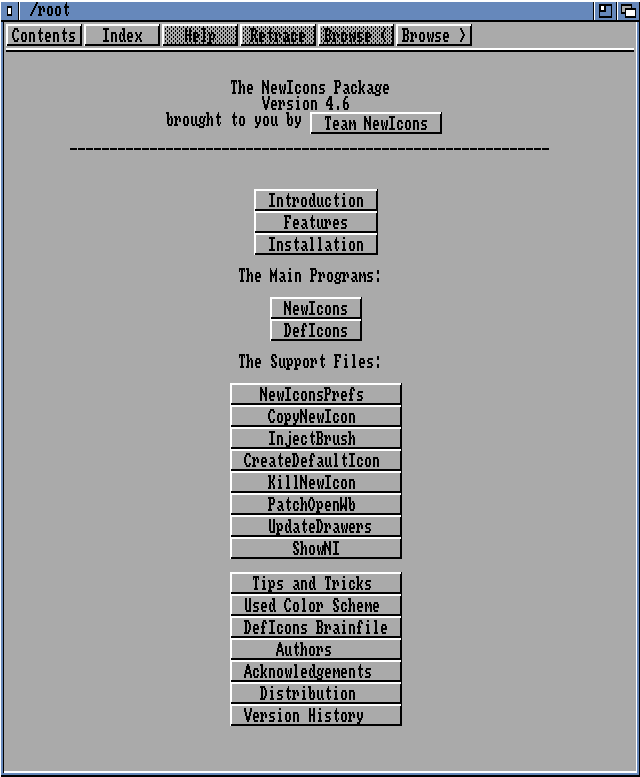 /root
Contents Index Help Retrace Browse < Browse >
The NewIcons Package
Version 4.6
brought to you by Team NewIcons
Introduction
Features
Installation
The Main Programs:
NewIcons
DefIcons
The Support Files:
NewIconsPrefs
CopyNewIcon
InjectBrush
CreateDefaultIcon
KillNewIcon
PatchOpenWb
UpdateDrawers
ShowNI
Tips and Tricks
Used Color Scheme
DefIcons Brainfile
Authors
Acknowledgements
Distribution
Version History